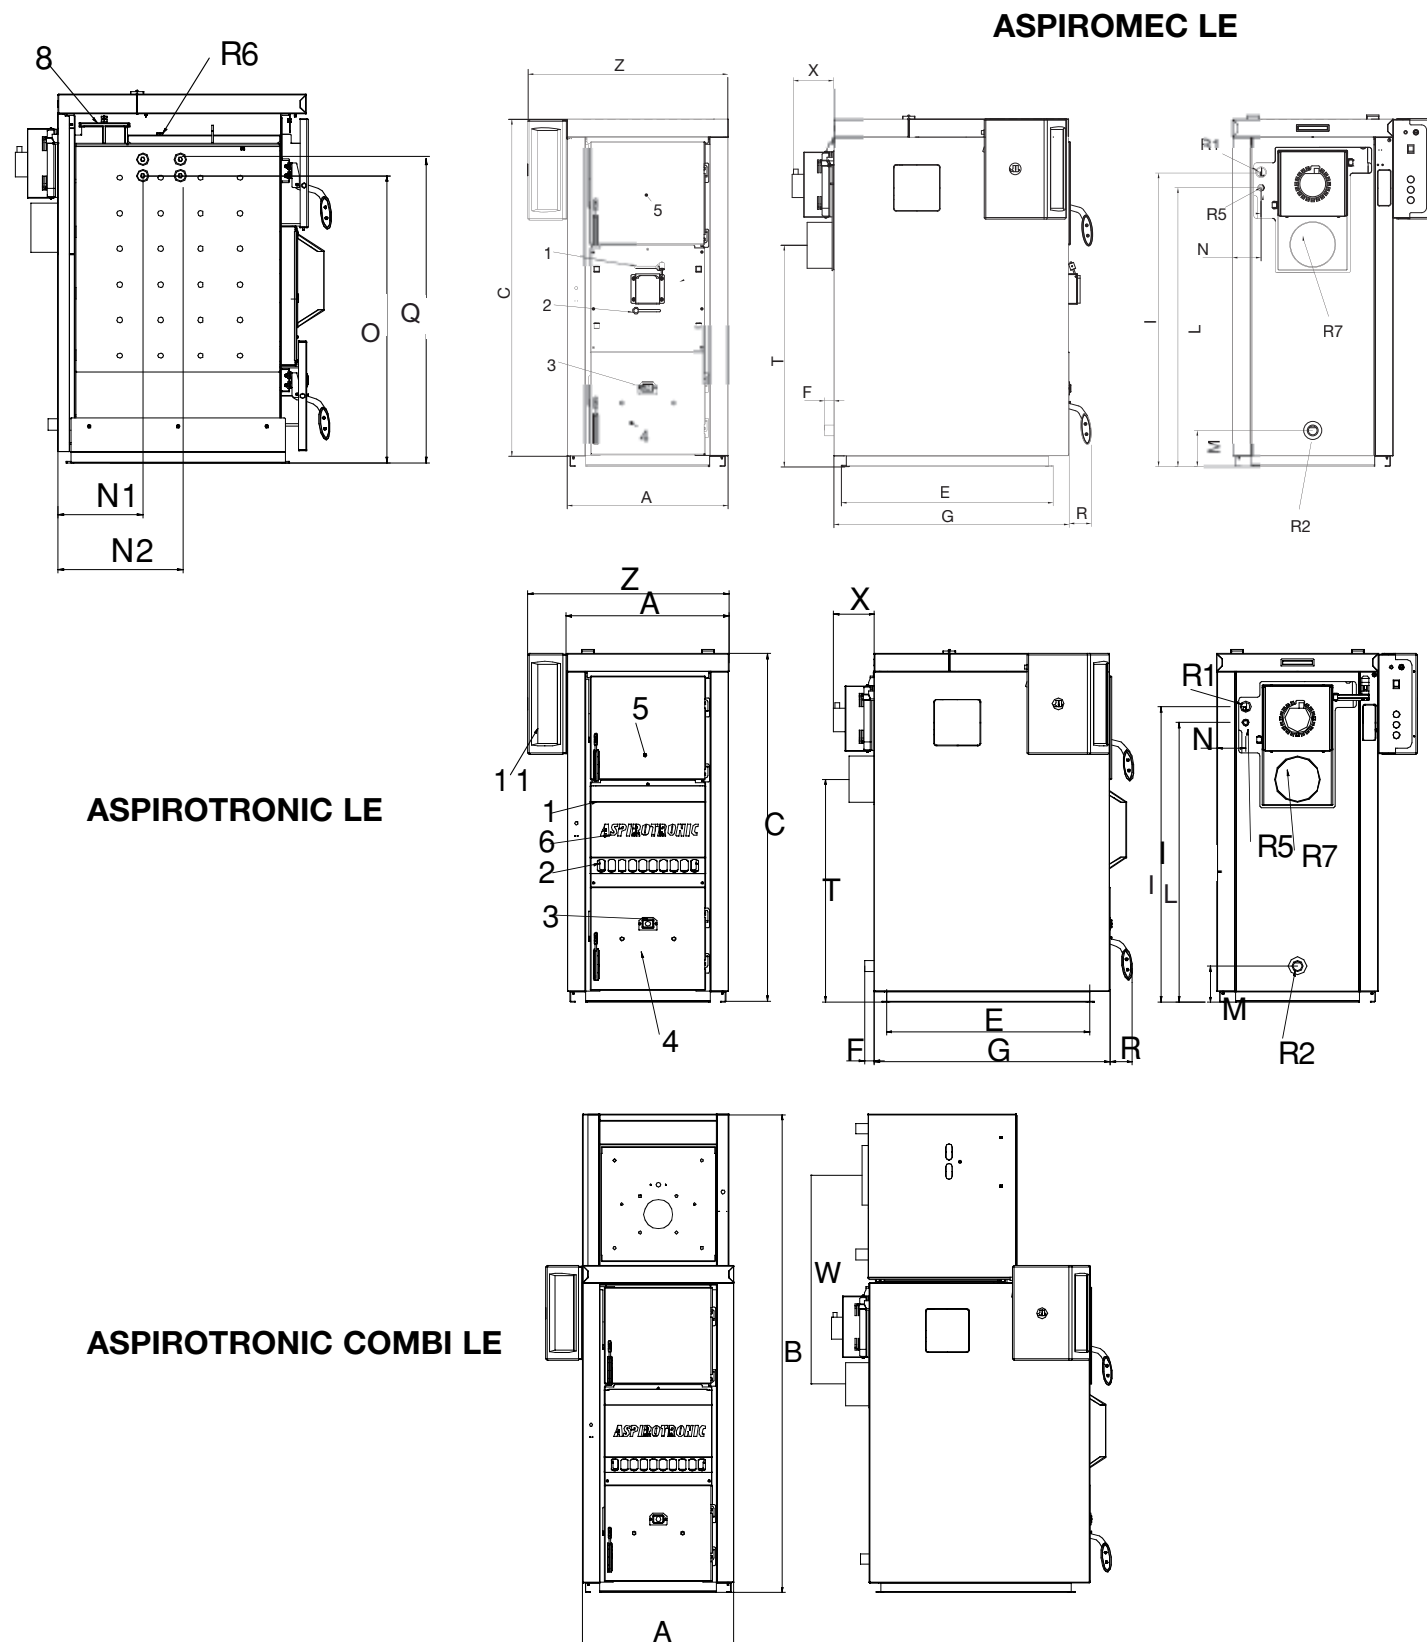 ASPIROMEC LE
8
R6
O
Q
N1
N2
Z
5
1
2
3
4
C
A
X
T
F
E
G
R
R1
R5
N
R7
I
L
M
R2
Z
A
5
11
1
6
ASPIROTRONIC
2
3
4
C
X
T
F
E
G
R
R1
N
R5
R7
I
I
L
M
R2
ASPIROTRONIC LE
ASPIROTRONIC
B
A
W
ASPIROTRONIC COMBI LE